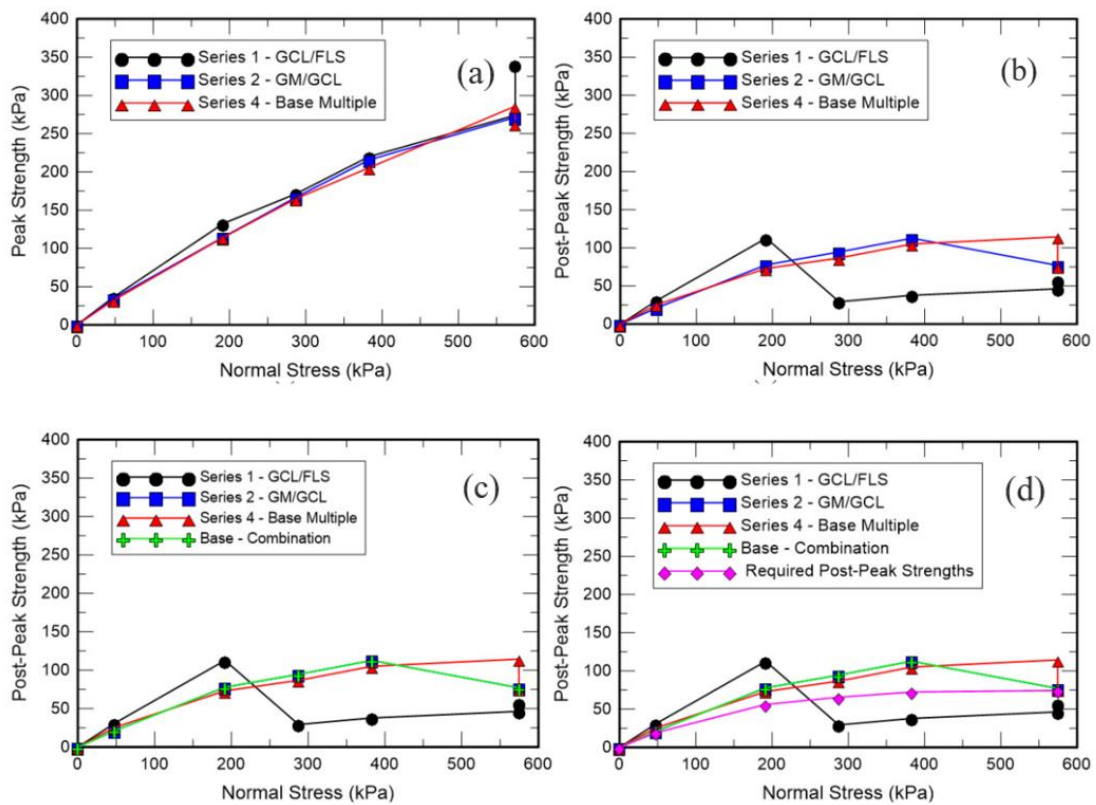 400
350
300
250
200
150
100
50
0
Peak Strength (kPa)
Series 1 - GCL/FLS
Series 2 - GM/GCL
Series 4 - Base Multiple
(a)
0 100 200 300 400 500 600
Normal Stress (kPa)
400
350
300
250
200
150
100
50
0
Post-Peak Strength (kPa)
Series 1 - GCL/FLS
Series 2 - GM/GCL
Series 4 - Base Multiple
(b)
0 100 200 300 400 500 600
Normal Stress (kPa)
400
350
300
250
200
150
100
50
0
Post-Peak Strength (kPa)
Series 1 - GCL/FLS
Series 2 - GM/GCL
Series 4 - Base Multiple
Base - Combination
(c)
0 100 200 300 400 500 600
Normal Stress (kPa)
400
350
300
250
200
150
100
50
0
Post-Peak Strength (kPa)
Series 1 - GCL/FLS
Series 2 - GM/GCL
Series 4 - Base Multiple
Base - Combination
Required Post-Peak Strengths
(d)
0 100 200 300 400 500 600
Normal Stress (kPa)